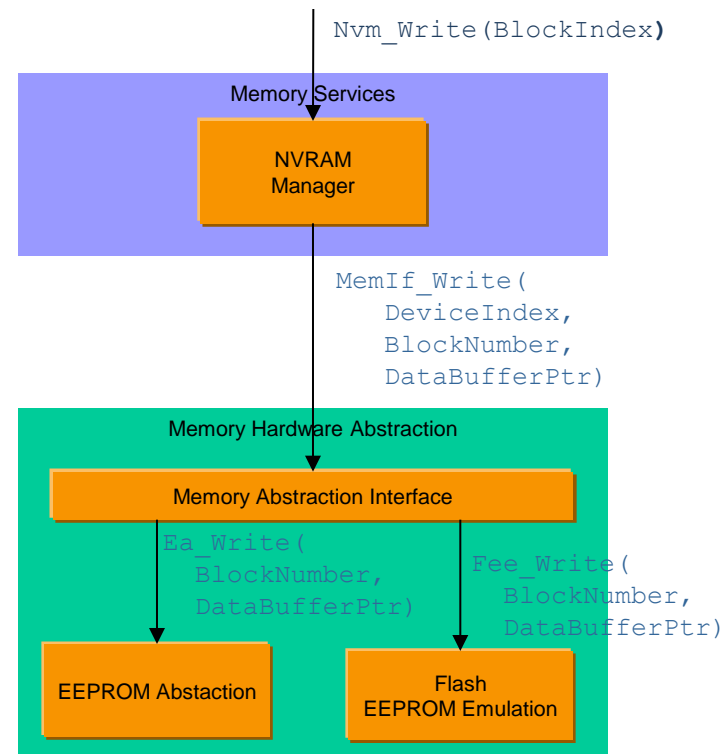 Nvm_Write(BlockIndex)
Memory Services
NVRAM
Manager
MemIf_Write(
DeviceIndex,
BlockNumber,
DataBufferPtr)
Memory Hardware Abstraction
Memory Abstraction Interface
Ea_Write(
BlockNumber,
DataBufferPtr)
Fee_Write(
BlockNumber,
DataBufferPtr)
EEPROM Abstaction
Flash
EEPROM Emulation